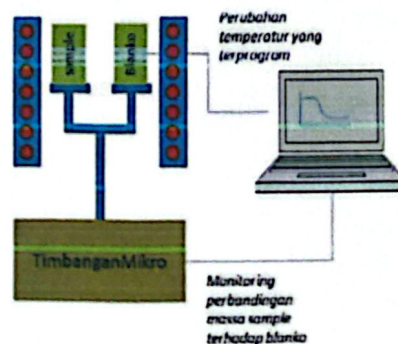 Perubahan
temperatur yang
terprogram
Sample
Blanko
TimbanganMikro
Monitoring
perbandingan
massa sample
terhadap blanko